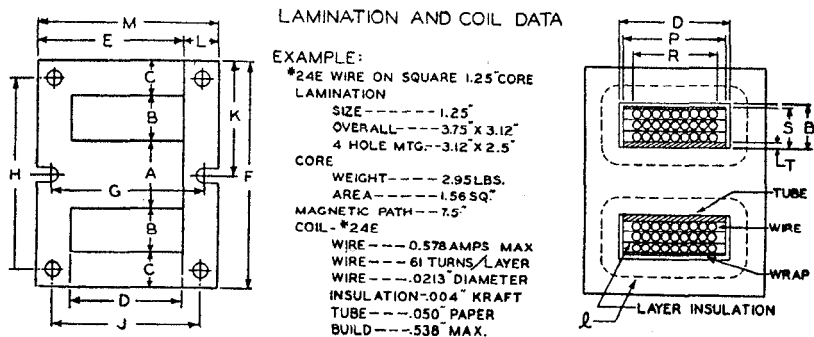 LAMINATION AND COIL DATA
EXAMPLE:
#24E WIRE ON SQUARE 1.25" CORE
LAMINATION
SIZE----- 1.25"
OVERALL---3.75" X 3.12"
4 HOLE MTG.--3.12" X 2.5"
CORE
WEIGHT---- 2.95 LBS.
AREA---- 1.56 SQ."
MAGNETIC PATH---7.5"
COIL-#24E
WIRE---0.578 AMPS MAX
WIRE-- 61 TURNS/LAYER
WIRE---.0213" DIAMETER
INSULATION-.004" KRAFT
TUBE---.050" PAPER
BUILD---.538" MAX.
M
E
L
C
B
K
H
G
A
F
B
C
D
J
D
P
R
S
B
T
TUBE
WIRE
WRAP
LAYER INSULATION
ℓ